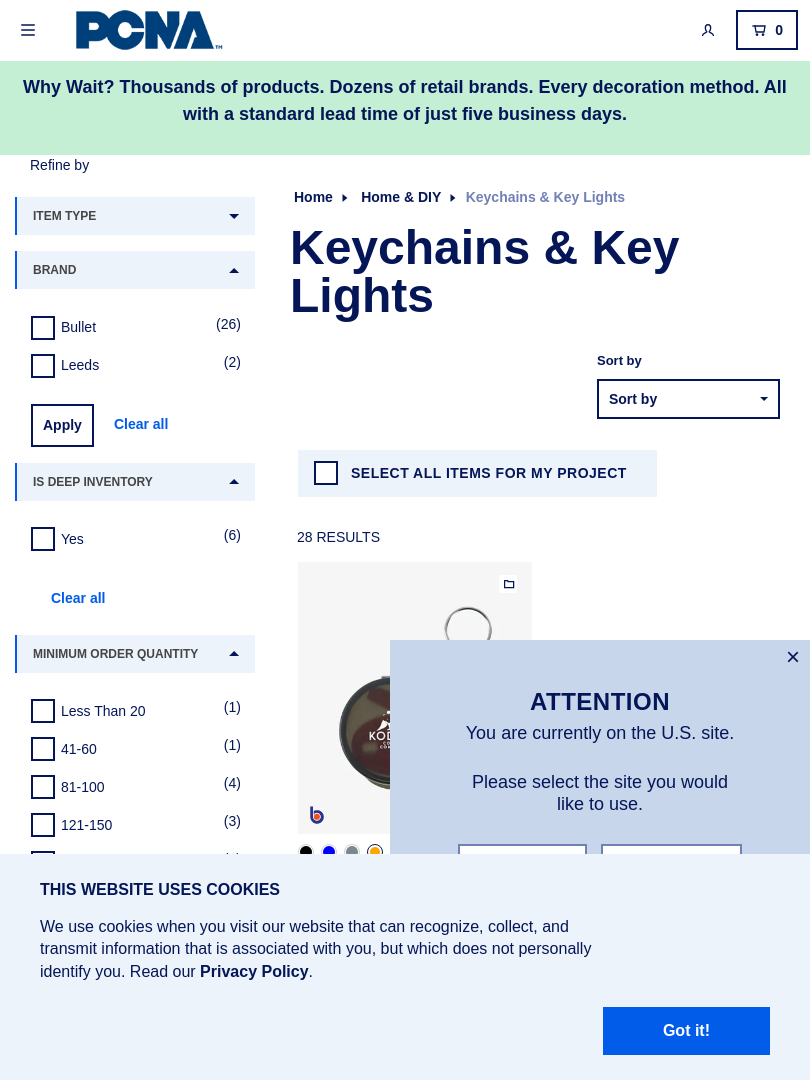 PCNA™
0
Why Wait? Thousands of products. Dozens of retail brands. Every decoration method. All
with a standard lead time of just five business days.
Refine by
Home
Home & DIY
Keychains & Key Lights
ITEM TYPE
BRAND
Bullet (26)
Leeds (2)
Apply
Clear all
IS DEEP INVENTORY
Yes (6)
Clear all
MINIMUM ORDER QUANTITY
Less Than 20 (1)
41-60 (1)
81-100 (4)
121-150 (3)
Keychains & Key
Lights
Sort by
Sort by
SELECT ALL ITEMS FOR MY PROJECT
28 RESULTS
b
ATTENTION
You are currently on the U.S. site.
Please select the site you would
like to use.
THIS WEBSITE USES COOKIES
We use cookies when you visit our website that can recognize, collect, and
transmit information that is associated with you, but which does not personally
identify you. Read our Privacy Policy.
Got it!